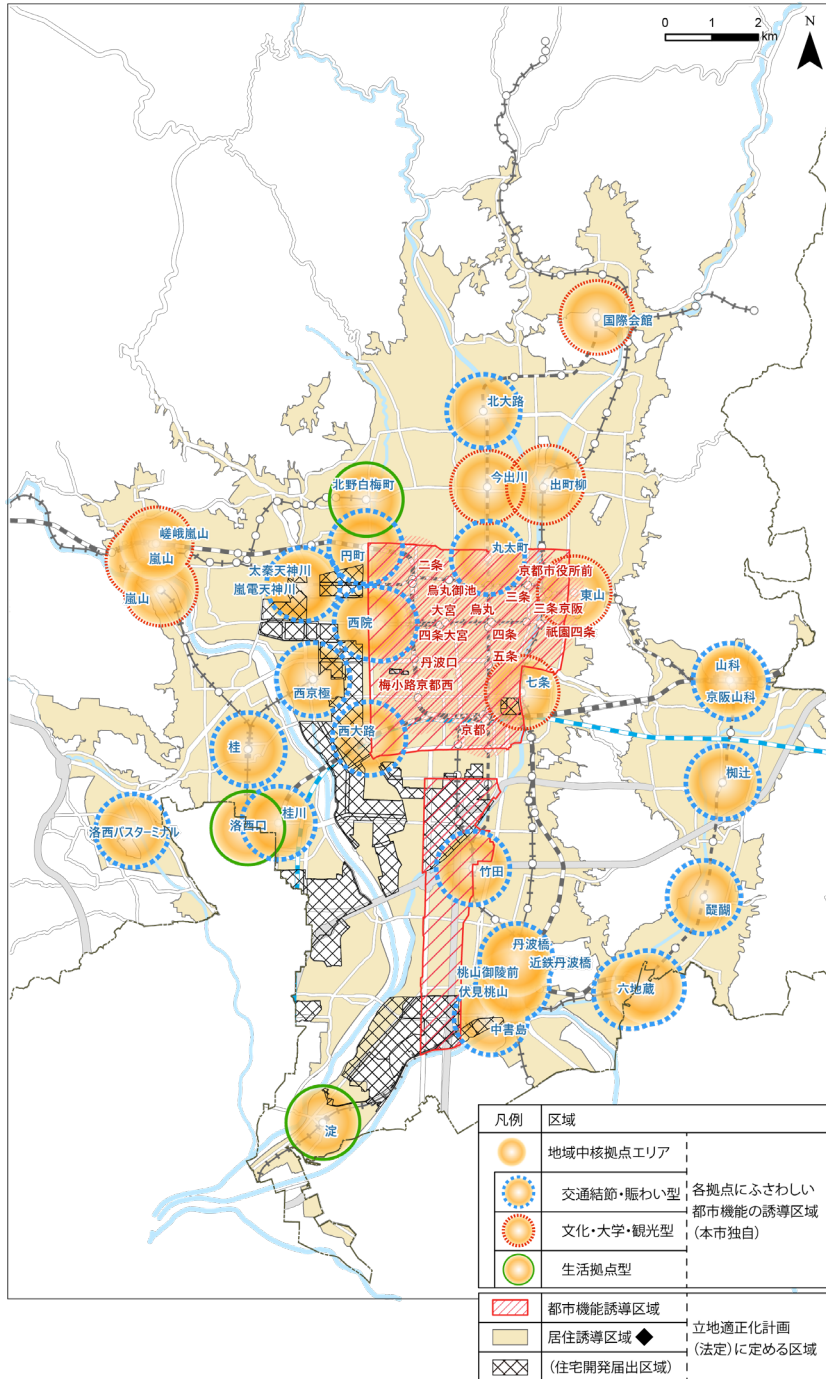 0 1 2
km
N
国際会館
北大路
北野白梅町
今出川
出町柳
嵯峨嵐山
嵐山
嵐山
太秦天神川
嵐電天神川
円町
丸太町
二条
京都市役所前
烏丸御池
東山
大宮
烏丸
三条
三条京阪
西院
四条大宮
四条
祇園四条
丹波口
五条
山科
京阪山科
西京極
梅小路京都西
七条
西大路
京都
桂
椥辻
洛西バスターミナル
洛西口
桂川
竹田
醍醐
丹波橋
近鉄丹波橋
桃山御陵前
伏見桃山
六地蔵
中書島
淀
凡例 区域
地域中核拠点エリア
交通結節・賑わい型
文化・大学・観光型
生活拠点型
各拠点にふさわしい
都市機能の誘導区域
(本市独自)
都市機能誘導区域
居住誘導区域◆
(住宅開発届出区域)
立地適正化計画
(法定)に定める区域